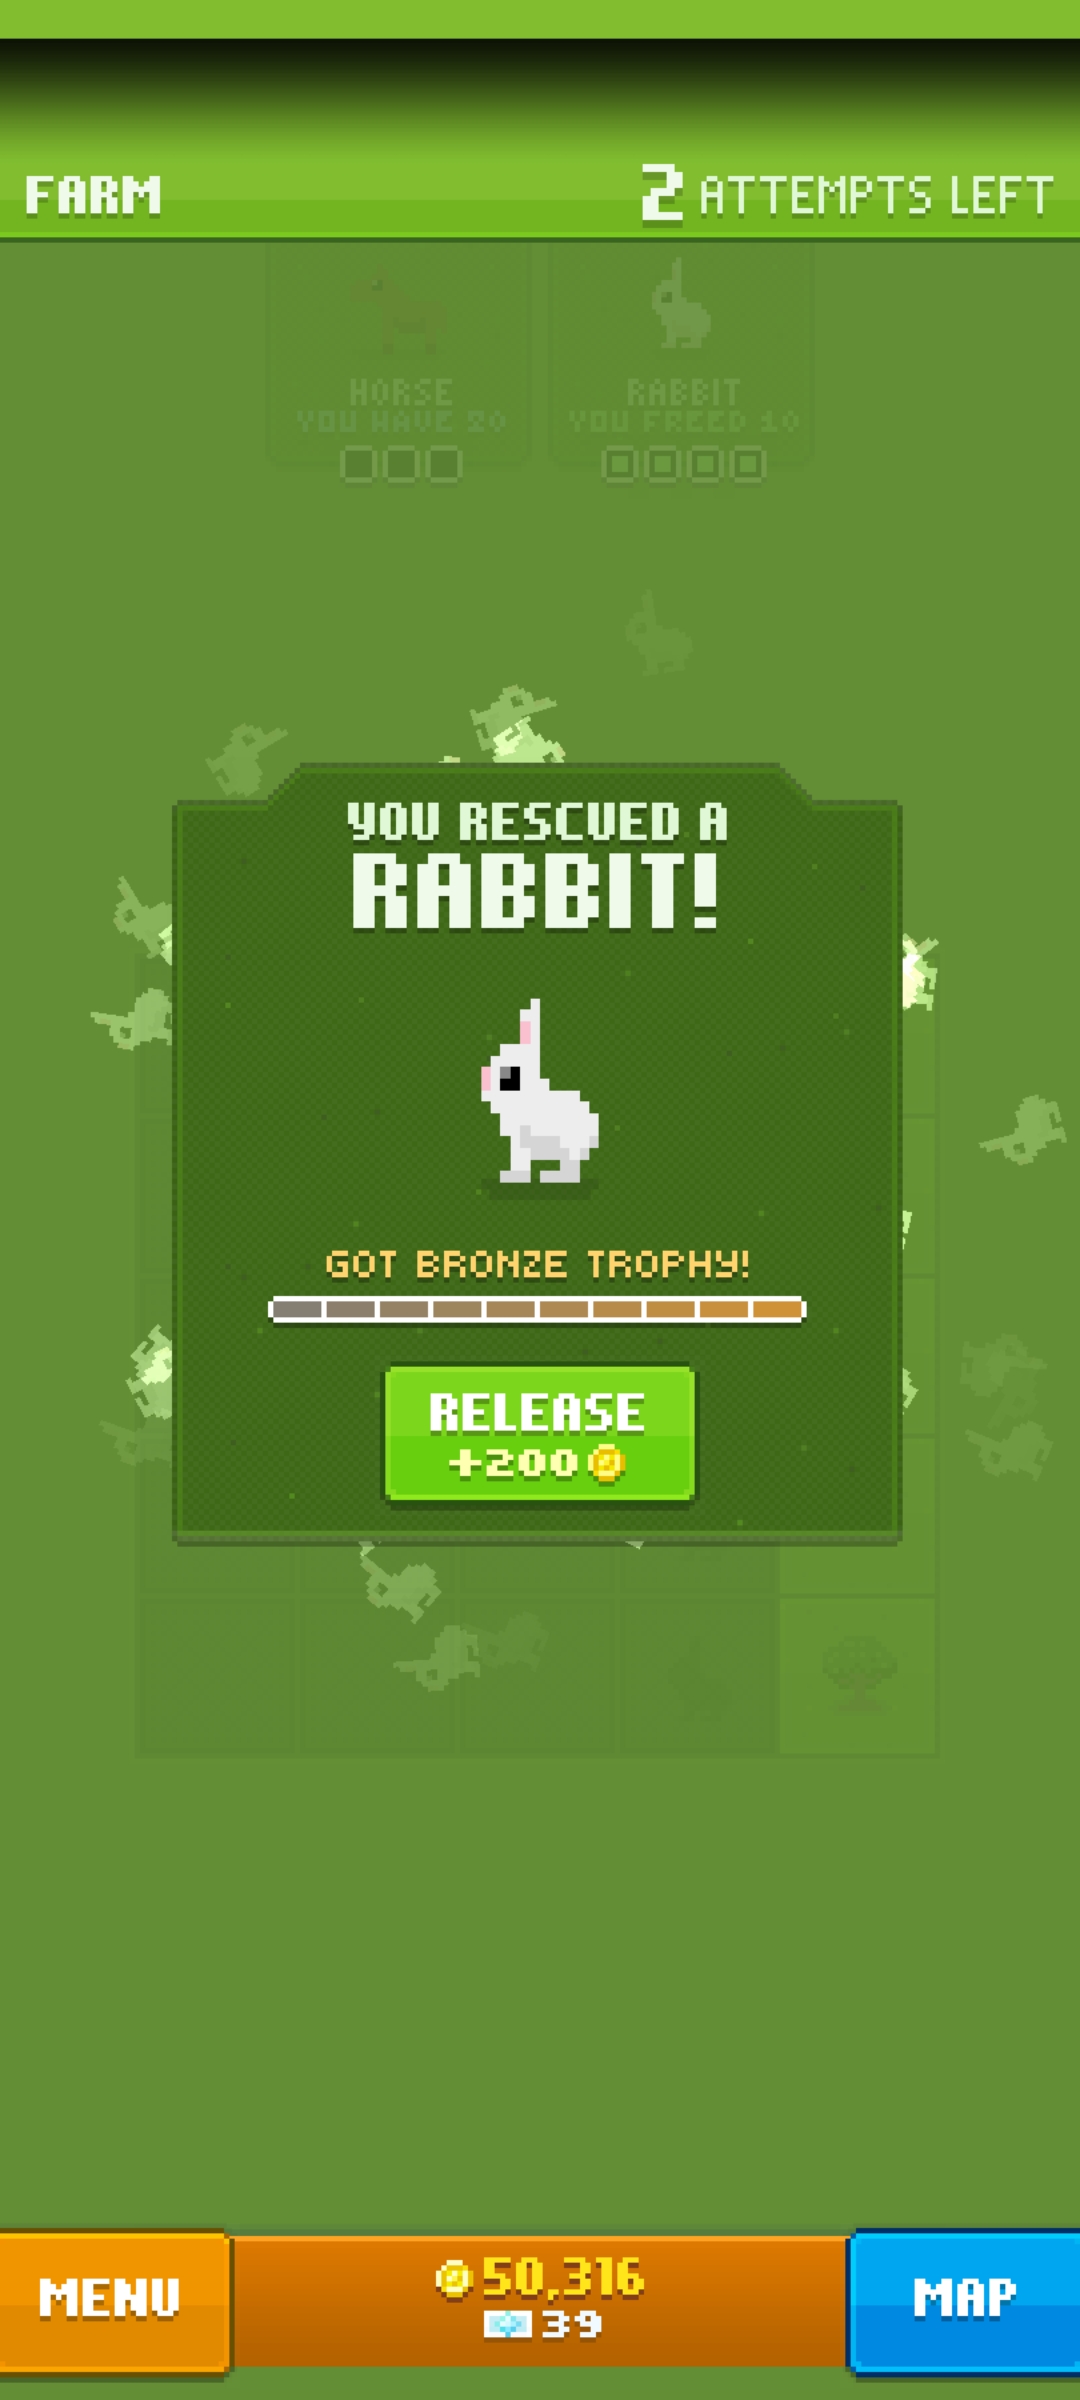 FARM
2 ATTEMPTS LEFT
HORSE
RABBIT
YOU HAVE 20
YOU FREED 10
YOU RESCUED A
RABBIT!
GOT BRONZE TROPHY!
RELEASE
+200
MENU
50,316
39
MAP